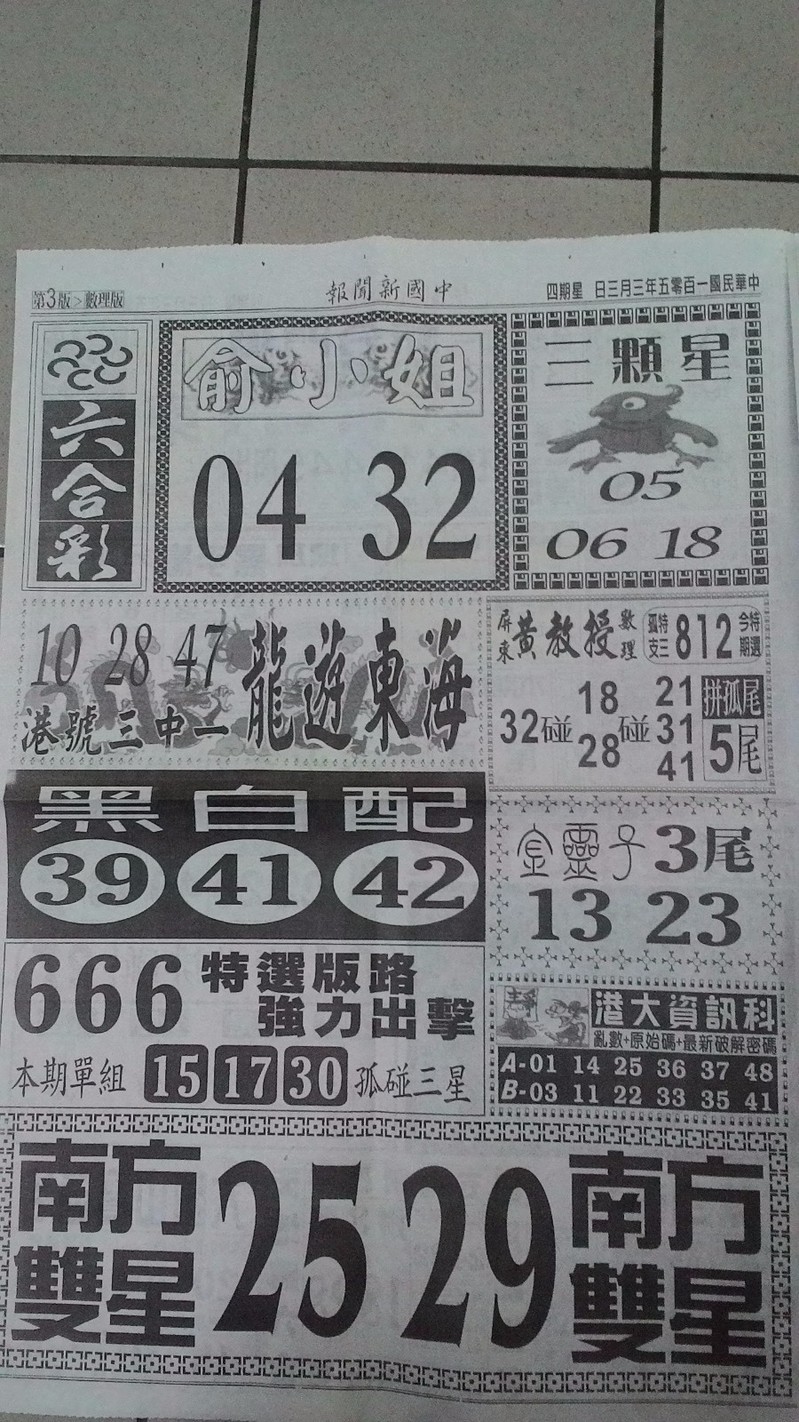 第3版>數理版
報聞新國中
中華民國一百零五年三月三日 星期四
六合彩
俞小姐
04 32
三顆星
05
06 18
10 28 47
港號三中一
龍遊東海
屏東 黃教授 數理
孤特支三 812 今特期選
32碰 18 28 碰 21 31 41
拼孤尾
5尾
黑白配
39 41 42
靈子 3尾
13 23
666 特選版路
強力出擊
本期單組 15 17 30 孤碰三星
港大資訊科
亂數+原始碼+最新破解密碼
A-01 14 25 36 37 48
B-03 11 22 33 35 41
南方雙星
25 29
南方雙星